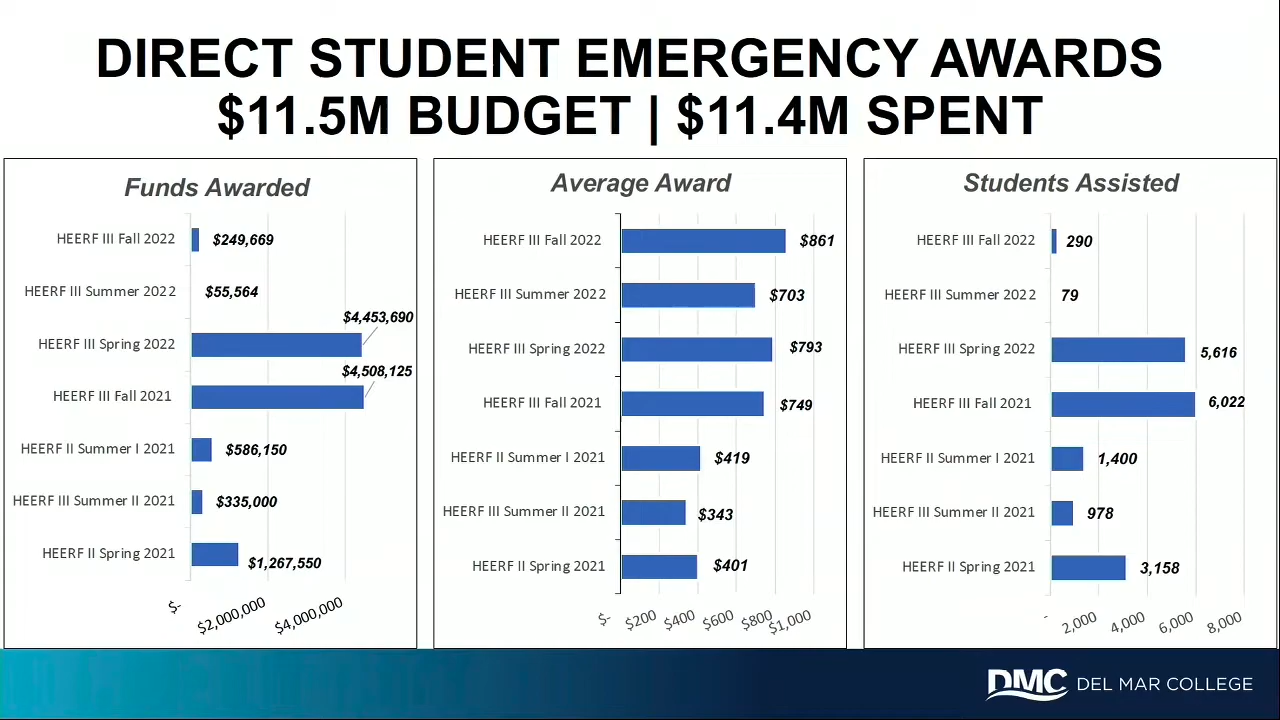 DIRECT STUDENT EMERGENCY AWARDS
$11.5M BUDGET | $11.4M SPENT
Funds Awarded
HEERF III Fall 2022 $249,669
HEERF III Summer 2022 $55,564
HEERF III Spring 2022 $4,453,690
HEERF III Fall 2021 $4,508,125
HEERF II Summer I 2021 $586,150
HEERF III Summer II 2021 $335,000
HEERF II Spring 2021 $1,267,550
$- $2,000,000 $4,000,000
Average Award
HEERF III Fall 2022 $861
HEERF III Summer 2022 $703
HEERF III Spring 2022 $793
HEERF III Fall 2021 $749
HEERF II Summer I 2021 $419
HEERF III Summer II 2021 $343
HEERF II Spring 2021 $401
$- $200 $400 $600 $800 $1,000
Students Assisted
HEERF III Fall 2022 290
HEERF III Summer 2022 79
HEERF III Spring 2022 5,616
HEERF III Fall 2021 6,022
HEERF II Summer I 2021 1,400
HEERF III Summer II 2021 978
HEERF II Spring 2021 3,158
- 2,000 4,000 6,000 8,000
DMC DEL MAR COLLEGE